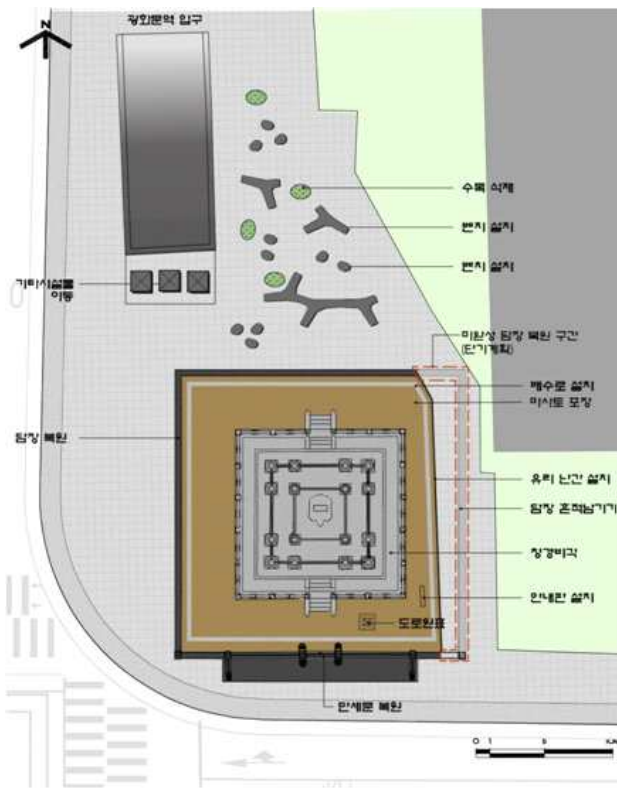 광화문역 입구
N
수목 식재
벤치 설치
벤치 설치
기타시설물
이동
미완성 담장 복원 구간
(단기계획)
배수로 설치
마사토 포장
담장 복원
유리 난간 설치
담장 흔적남기기
칭경비각
안내판 설치
도로원표
만세문 복원
0 1 5